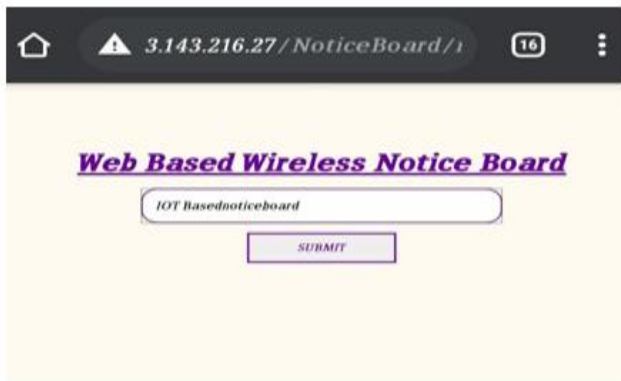 3.143.216.27/NoticeBoard/
16
Web Based Wireless Notice Board
IOT Basednoticeboard
SUBMIT